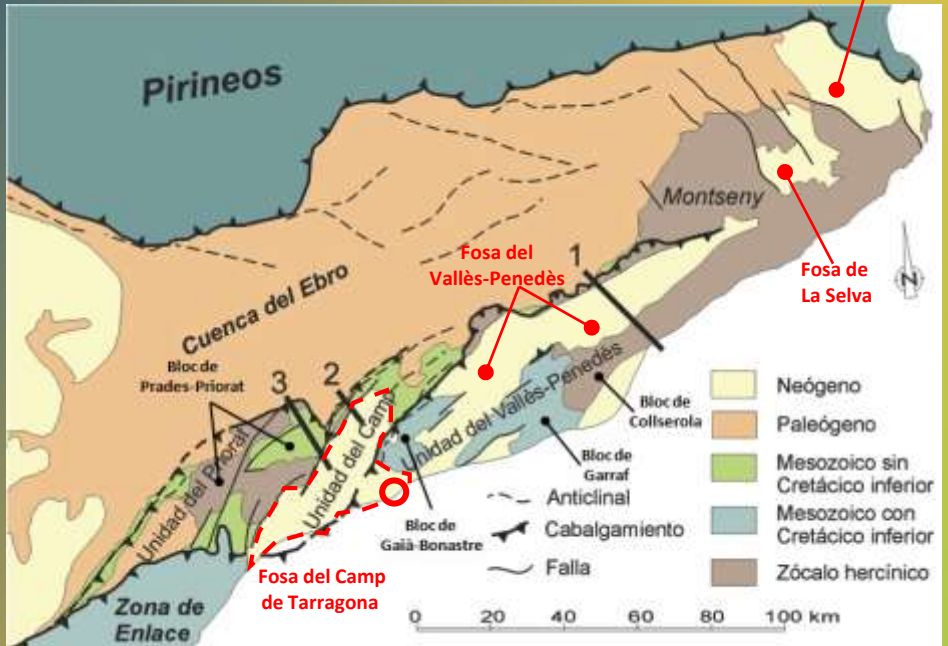 Pirineos
Montseny
1
Fosa del
Vallès-Penedès
Fosa de
La Selva
N
Cuenca del Ebro
Bloc de
Prades-Priorat
3
2
Unidad del Priorat
Unidad del Camp
Unidad del Vallès-Penedès
Bloc de
Collserola
Bloc de
Garraf
Bloc de
Gaià-Bonastre
Fosa del Camp
de Tarragona
Zona de
Enlace
Anticlinal
Cabalgamiento
Falla
Neógeno
Paleógeno
Mesozoico sin
Cretácico inferior
Mesozoico con
Cretácico inferior
Zócalo hercínico
0 20 40 60 80 100 km